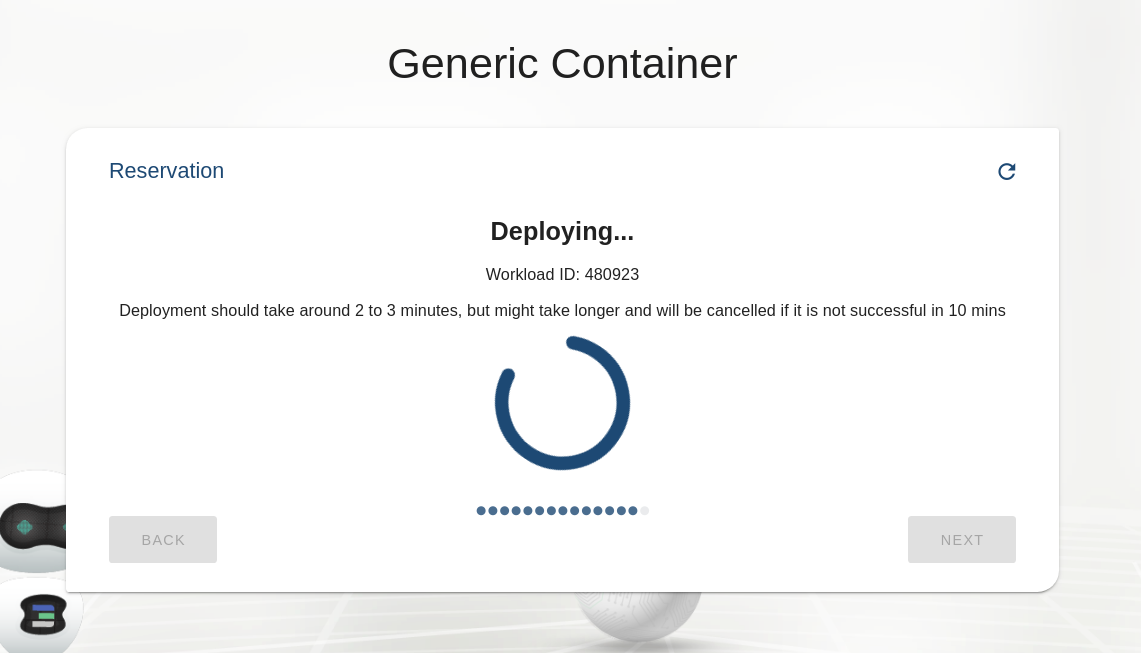 Generic Container
Reservation
Deploying...
Workload ID: 480923
Deployment should take around 2 to 3 minutes, but might take longer and will be cancelled if it is not successful in 10 mins
BACK
NEXT